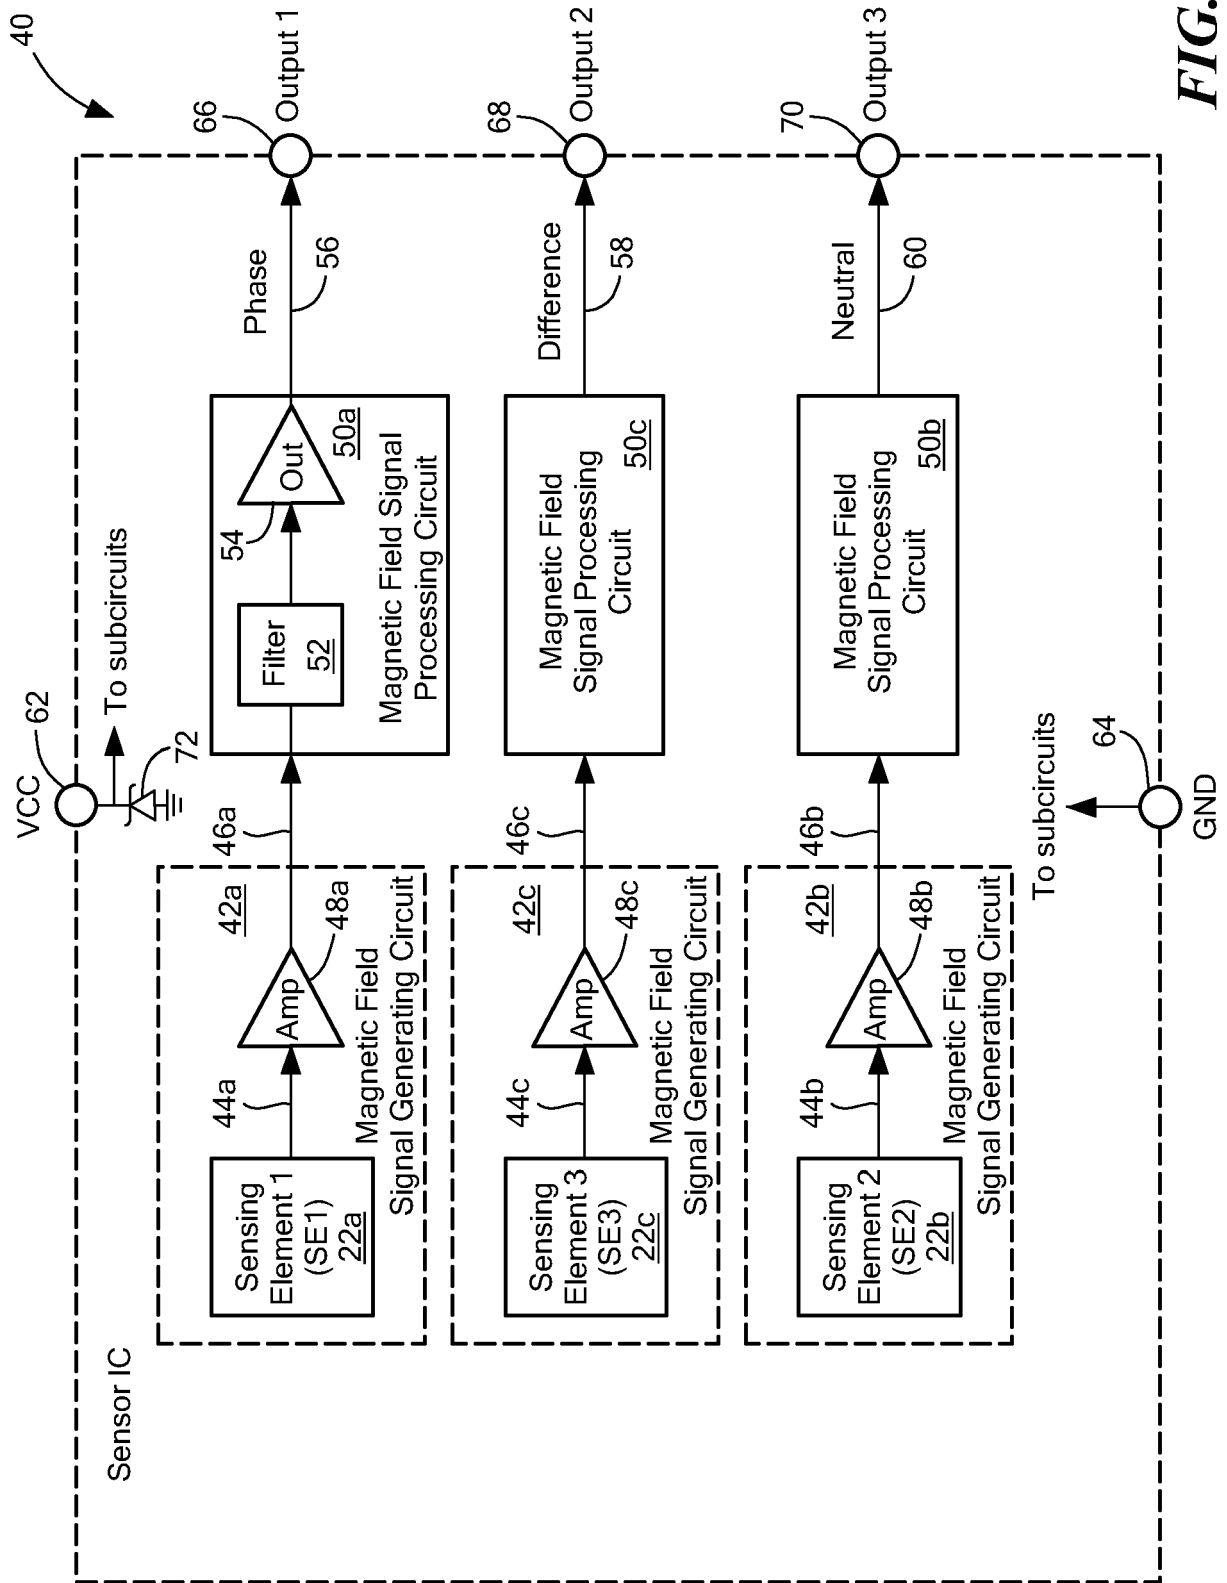 40
VCC
62
To subcircuits
72
Sensor IC
Sensing
Element 1
(SE1)
22a
44a
Amp
48a
42a
Magnetic Field
Signal Generating Circuit
46a
Filter
52
54
Out
50a
Magnetic Field Signal
Processing Circuit
Phase
56
66
Output 1
Sensing
Element 3
(SE3)
22c
44c
Amp
48c
42c
Magnetic Field
Signal Generating Circuit
46c
Magnetic Field
Signal Processing
Circuit
50c
Difference
58
68
Output 2
Sensing
Element 2
(SE2)
22b
44b
Amp
48b
42b
Magnetic Field
Signal Generating Circuit
46b
Magnetic Field
Signal Processing
Circuit
50b
Neutral
60
70
Output 3
To subcircuits
64
GND
FIG.